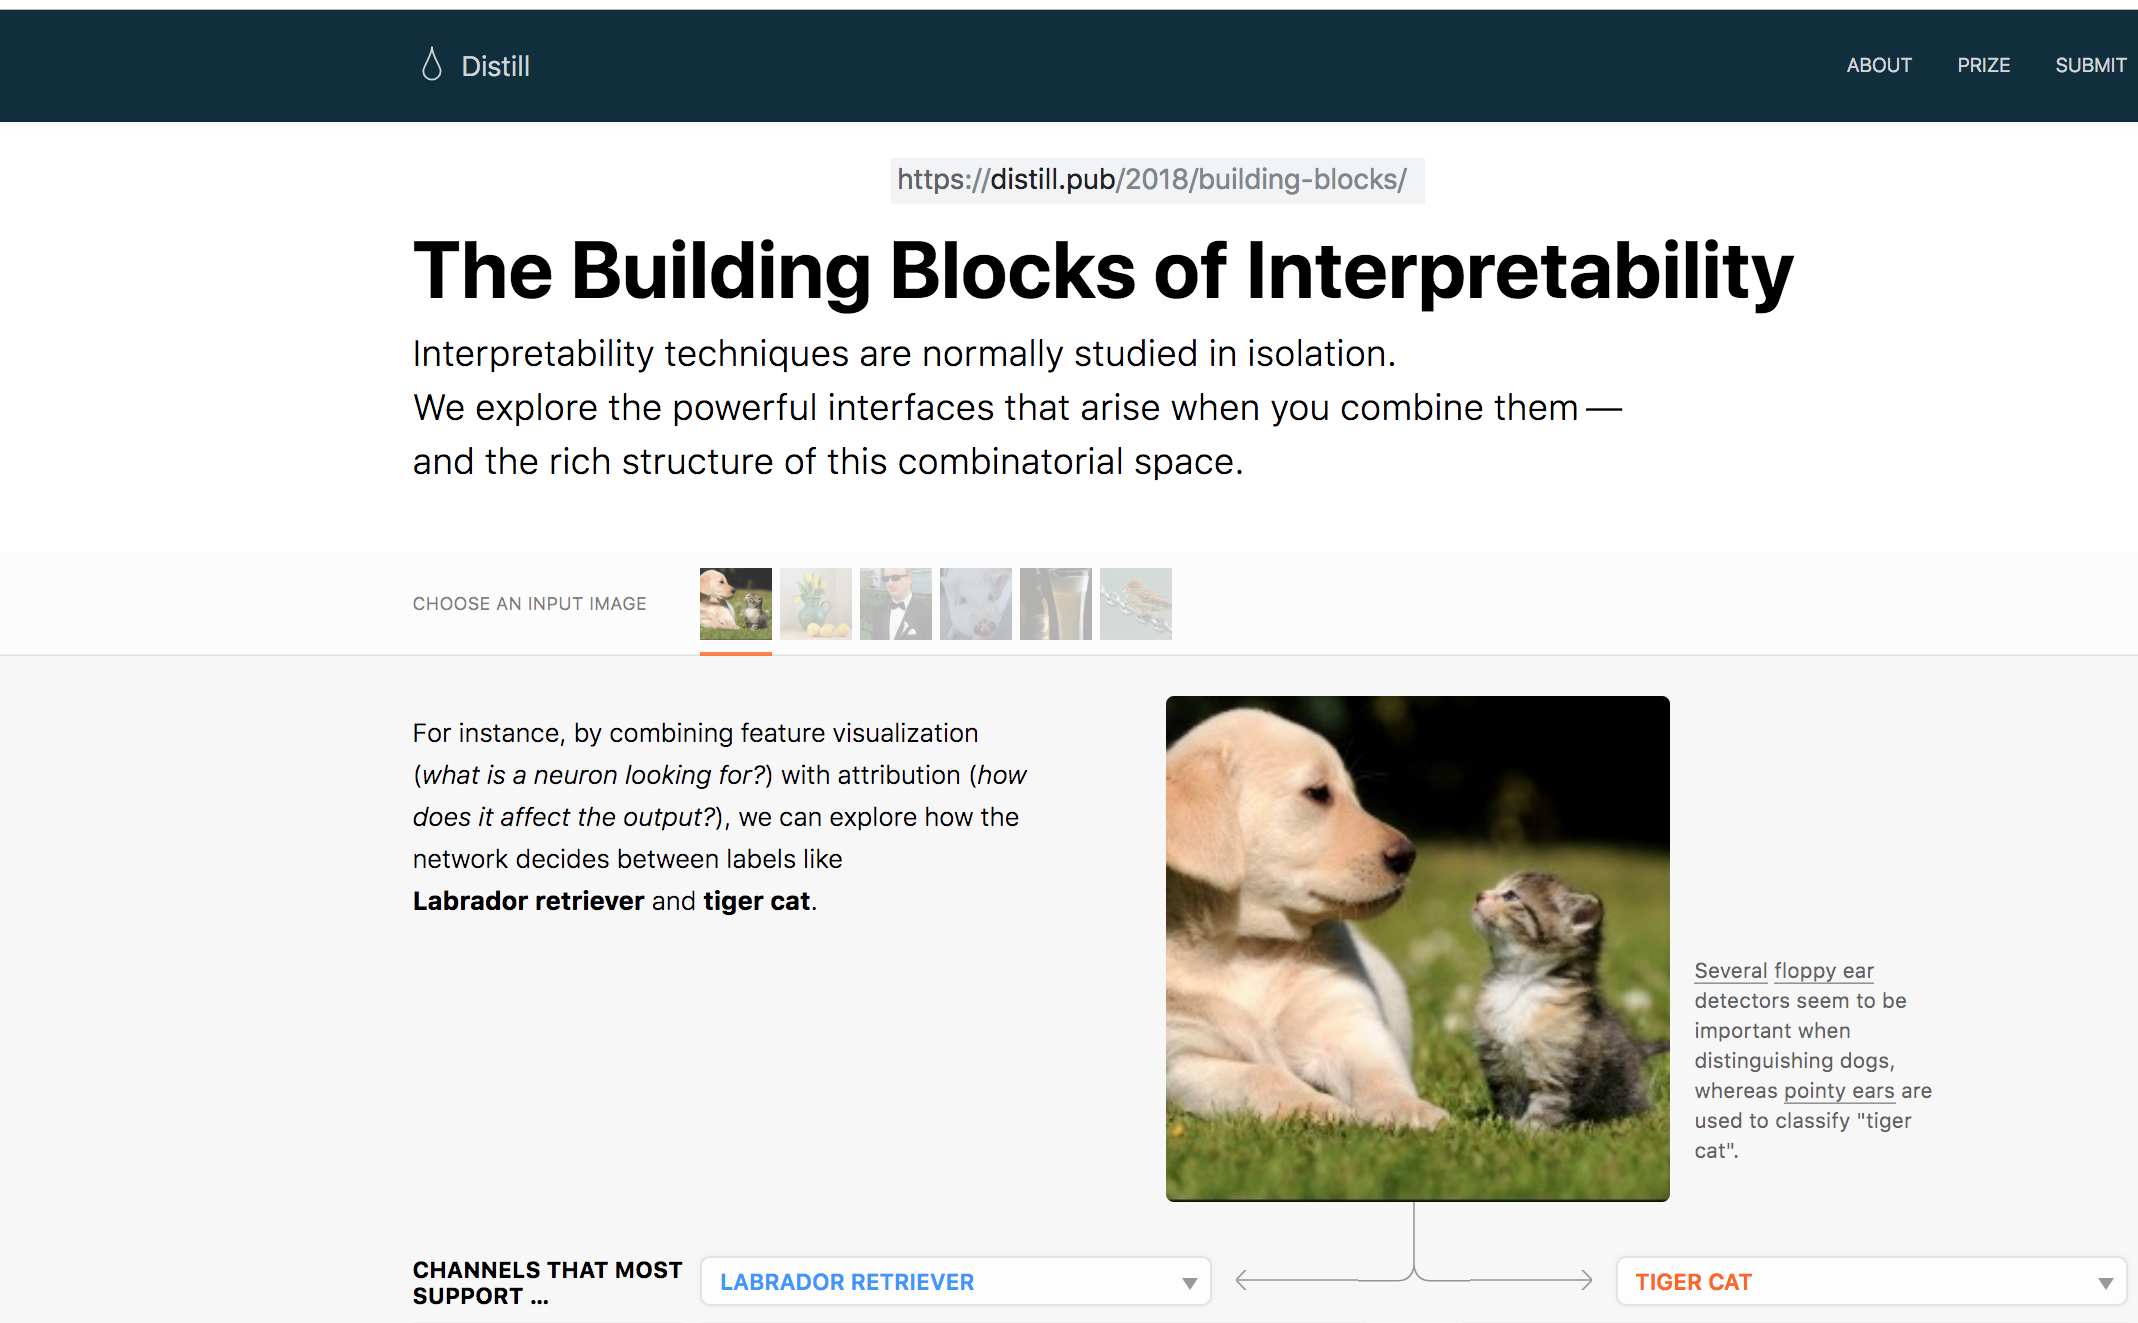 Distill
ABOUT PRIZE SUBMIT
https://distill.pub/2018/building-blocks/
The Building Blocks of Interpretability
Interpretability techniques are normally studied in isolation.
We explore the powerful interfaces that arise when you combine them —
and the rich structure of this combinatorial space.
CHOOSE AN INPUT IMAGE
For instance, by combining feature visualization
(what is a neuron looking for?) with attribution (how
does it affect the output?), we can explore how the
network decides between labels like
Labrador retriever and tiger cat.
Several floppy ear
detectors seem to be
important when
distinguishing dogs,
whereas pointy ears are
used to classify "tiger
cat".
CHANNELS THAT MOST
SUPPORT ...
LABRADOR RETRIEVER
TIGER CAT